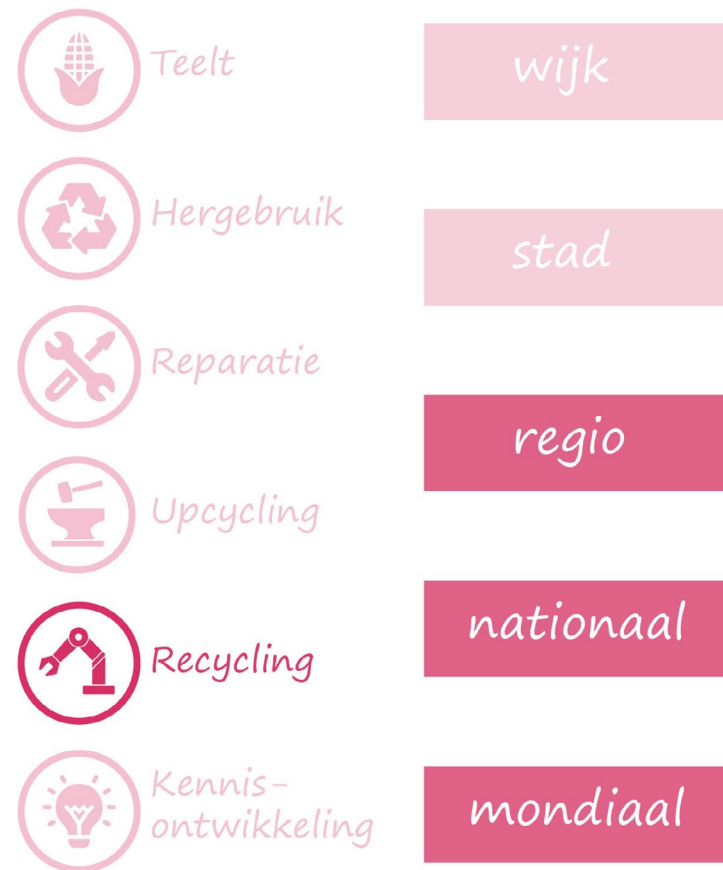 Teelt
Hergebruik
Reparatie
Upcycling
Recycling
Kennis-
ontwikkeling
wijk
stad
regio
nationaal
mondiaal